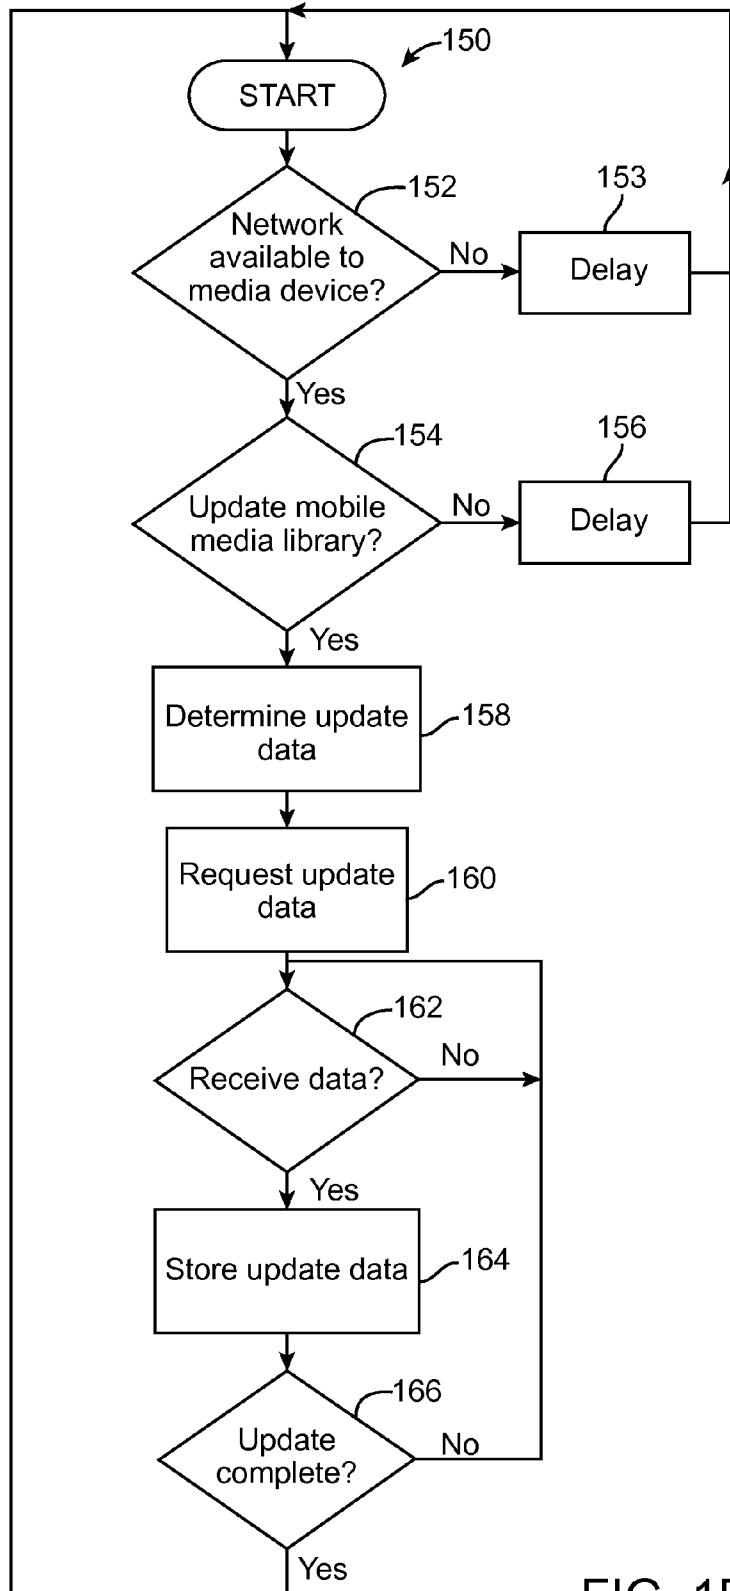 150
START
152
153
Network
available to
media device?
No
Delay
Yes
154
156
Update mobile
media library?
No
Delay
Yes
Determine update
data
158
Request update
data
160
162
Receive data?
No
Yes
Store update data
164
166
Update
complete?
No
Yes
FIG.